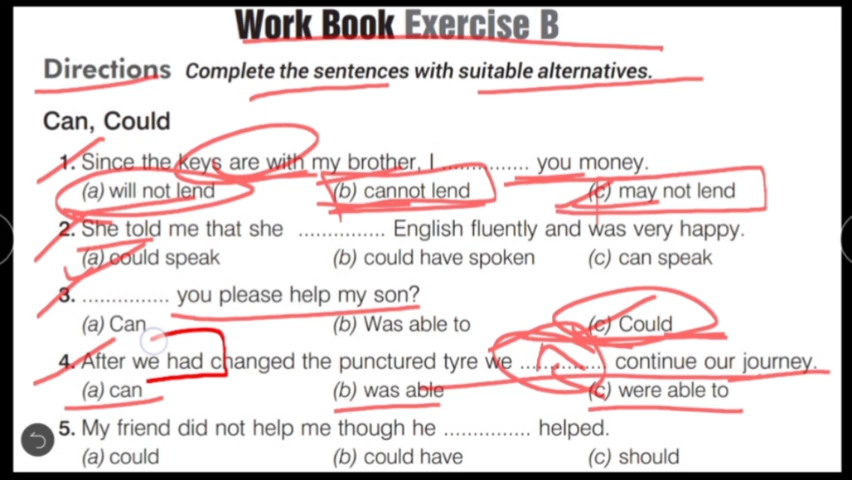 Work Book Exercise B
Directions Complete the sentences with suitable alternatives.
Can, Could
1. Since the keys are with my brother, I ............... you money.
(a) will not lend (b) cannot lend (c) may not lend
2. She told me that she ............... English fluently and was very happy.
(a) could speak (b) could have spoken (c) can speak
3. ............... you please help my son?
(a) Can (b) Was able to (c) Could
4. After we had changed the punctured tyre we ............... continue our journey.
(a) can (b) was able (c) were able to
5. My friend did not help me though he ............... helped.
(a) could (b) could have (c) should